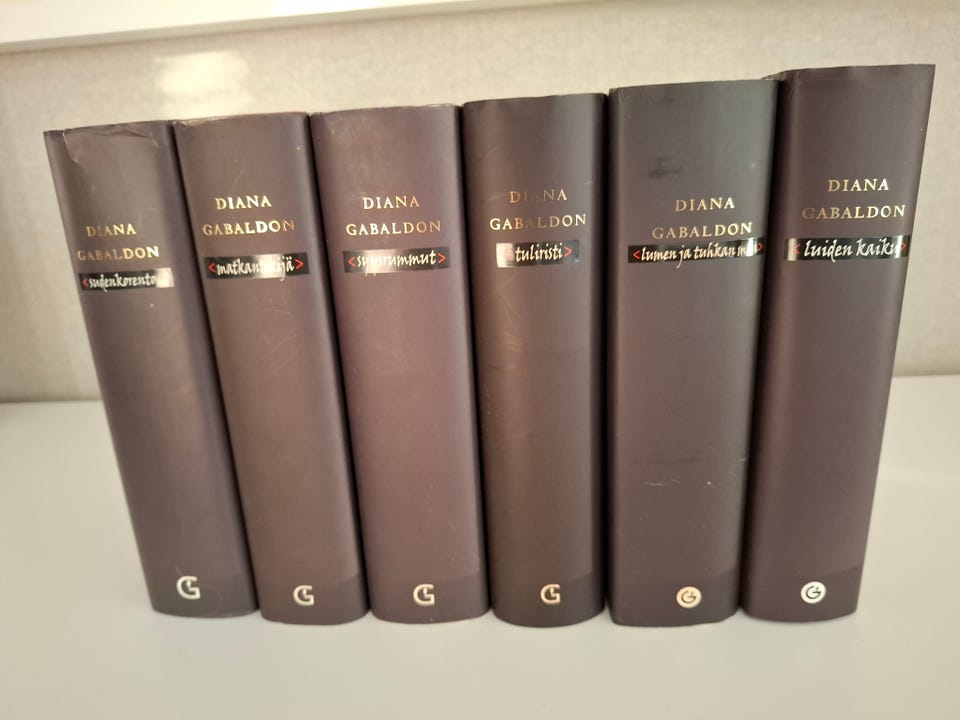 DIANA
GABALDON
<sudenkorento
G
DIANA
GABALDON
G
DIANA
GABALDON
<syysrummut>
G
DIANA
GABALDON
tuliristi>
G
DIANA
GABALDON
<lumen ja tuhkan
G
DIANA
GABALDON
<luiden kaiku>
G